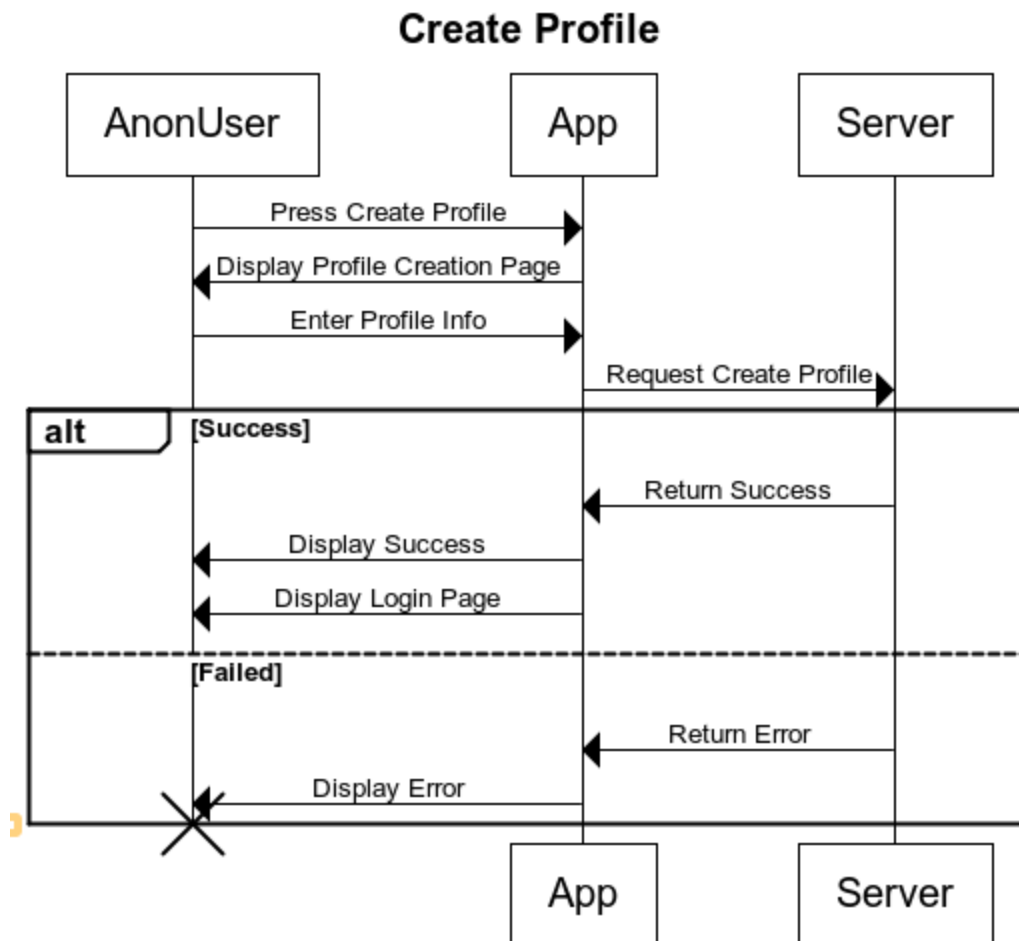 Create Profile
AnonUser
App
Server
Press Create Profile
Display Profile Creation Page
Enter Profile Info
Request Create Profile
alt
[Success]
Return Success
Display Success
Display Login Page
[Failed]
Return Error
Display Error
App
Server